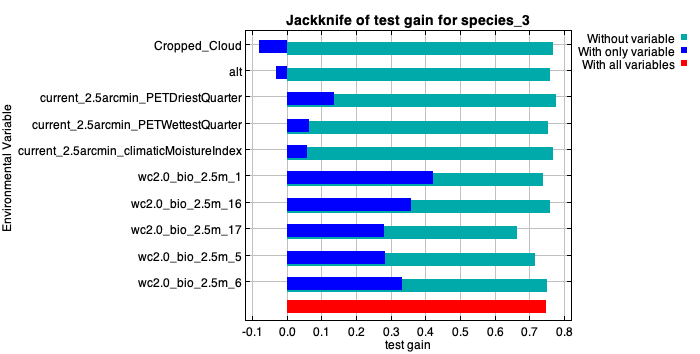 Jackknife of test gain for species_3
Without variable
With only variable
With all variables
Environmental Variable
Cropped_Cloud
alt
current_2.5arcmin_PETDriestQuarter
current_2.5arcmin_PETWettestQuarter
current_2.5arcmin_climaticMoistureIndex
wc2.0_bio_2.5m_1
wc2.0_bio_2.5m_16
wc2.0_bio_2.5m_17
wc2.0_bio_2.5m_5
wc2.0_bio_2.5m_6
-0.1 0.0 0.1 0.2 0.3 0.4 0.5 0.6 0.7 0.8
test gain